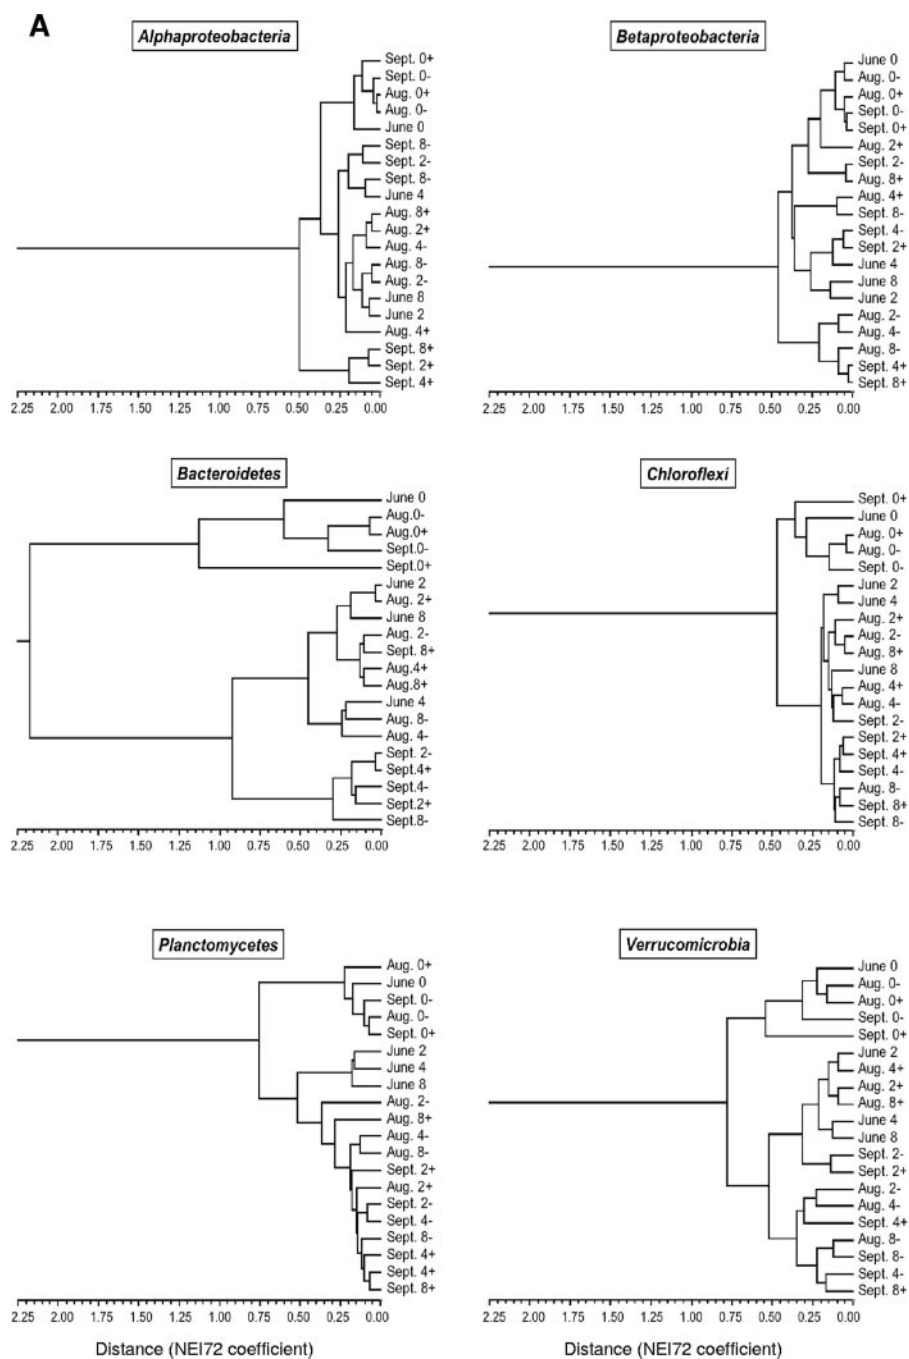 A
Alphaproteobacteria
Sept. 0+
Sept. 0-
Aug. 0+
Aug. 0-
June 0
Sept. 8-
Sept. 2-
Sept. 8-
June 4
Aug. 8+
Aug. 2+
Aug. 4-
Aug. 8-
Aug. 2-
June 8
June 2
Aug. 4+
Sept. 8+
Sept. 2+
Sept. 4+
2.25 2.00 1.75 1.50 1.25 1.00 0.75 0.50 0.25 0.00
Betaproteobacteria
June 0
Aug. 0-
Aug. 0+
Sept. 0-
Sept. 0+
Aug. 2+
Sept. 2-
Aug. 8+
Aug. 4+
Sept. 8-
Sept. 4-
Sept. 2+
June 4
June 8
June 2
Aug. 2-
Aug. 4-
Aug. 8-
Sept. 4+
Sept. 8+
2.25 2.00 1.75 1.50 1.25 1.00 0.75 0.50 0.25 0.00
Bacteroidetes
June 0
Aug.0-
Aug.0+
Sept.0-
Sept.0+
June 2
Aug. 2+
June 8
Aug. 2-
Sept. 8+
Aug.4+
Aug.8+
June 4
Aug. 8-
Aug. 4-
Sept. 2-
Sept.4+
Sept.4-
Sept.2+
Sept.8-
2.25 2.00 1.75 1.50 1.25 1.00 0.75 0.50 0.25 0.00
Chloroflexi
Sept. 0+
June 0
Aug. 0+
Aug. 0-
Sept. 0-
June 2
June 4
Aug. 2+
Aug. 2-
Aug. 8+
June 8
Aug. 4+
Aug. 4-
Sept. 2-
Sept. 2+
Sept. 4+
Sept. 4-
Aug. 8-
Sept. 8+
Sept. 8-
2.25 2.00 1.75 1.50 1.25 1.00 0.75 0.50 0.25 0.00
Planctomycetes
Aug. 0+
June 0
Sept. 0-
Aug. 0-
Sept. 0+
June 2
June 4
June 8
Aug. 2-
Aug. 8+
Aug. 4-
Aug. 8-
Sept. 2+
Aug. 2+
Sept. 2-
Sept. 4-
Sept. 8-
Sept. 4+
Sept. 4+
Sept. 8+
2.25 2.00 1.75 1.50 1.25 1.00 0.75 0.50 0.25 0.00
Distance (NEI72 coefficient)
Verrucomicrobia
June 0
Aug. 0-
Aug. 0+
Sept. 0-
Sept. 0+
June 2
Aug. 4+
Aug. 2+
Aug. 8+
June 4
June 8
Sept. 2-
Sept. 2+
Aug. 2-
Aug. 4-
Sept. 4+
Aug. 8-
Sept. 8-
Sept. 4-
Sept. 8+
2.25 2.00 1.75 1.50 1.25 1.00 0.75 0.50 0.25 0.00
Distance (NEI72 coefficient)